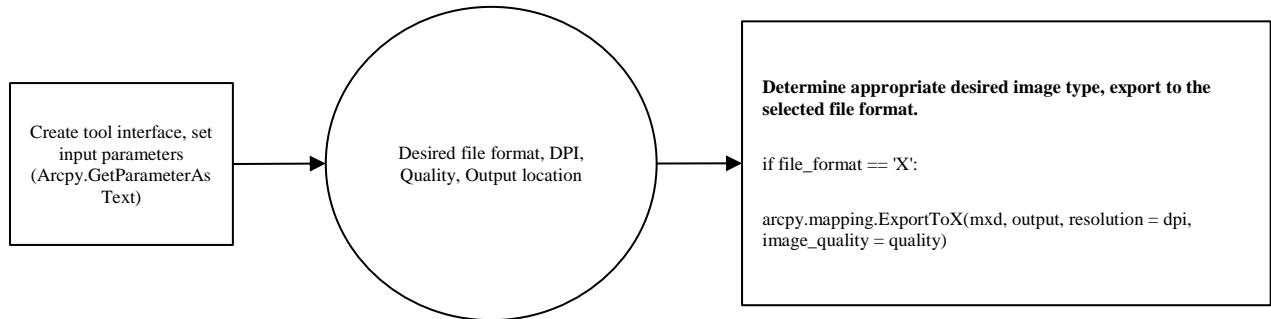 Create tool interface, set
input parameters
(Arcpy.GetParameterAs
Text)
Desired file format, DPI,
Quality, Output location
Determine appropriate desired image type, export to the
selected file format.
if file_format == 'X':
arcpy.mapping.ExportToX(mxd, output, resolution = dpi,
image_quality = quality)